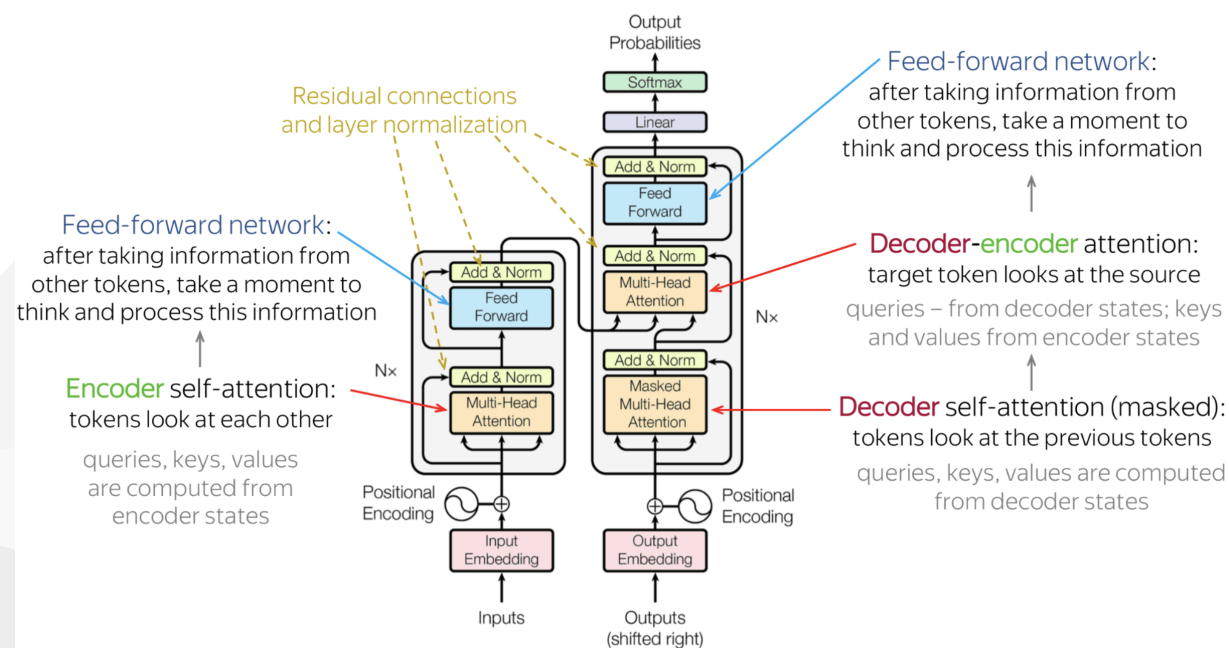 Output
Probabilities
Softmax
Linear
Add & Norm
Feed
Forward
Add & Norm
Multi-Head
Attention
Add & Norm
Masked
Multi-Head
Attention
Nx
Positional
Encoding
Output
Embedding
Outputs
(shifted right)
Residual connections
and layer normalization
Feed-forward network:
after taking information from
other tokens, take a moment to
think and process this information
Encoder self-attention:
tokens look at each other
queries, keys, values
are computed from
encoder states
Add & Norm
Feed
Forward
Nx
Add & Norm
Multi-Head
Attention
Positional
Encoding
Input
Embedding
Inputs
Feed-forward network:
after taking information from
other tokens, take a moment to
think and process this information
Decoder-encoder attention:
target token looks at the source
queries – from decoder states; keys
and values from encoder states
Decoder self-attention (masked):
tokens look at the previous tokens
queries, keys, values are computed
from decoder states